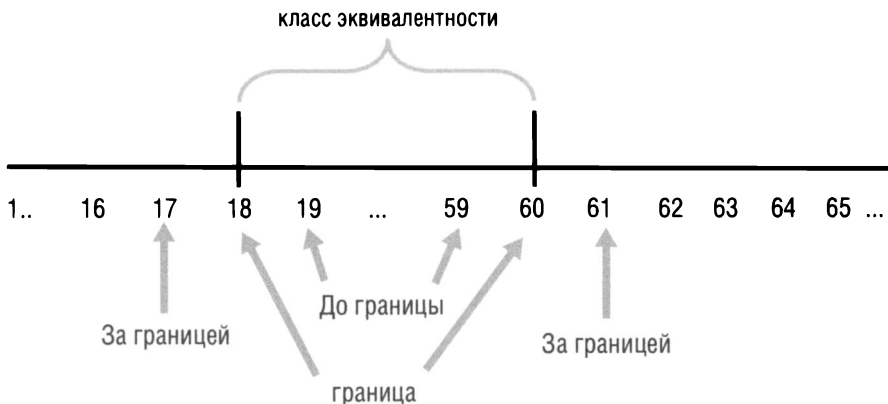 класс эквивалентности
1.. 16 17 18 19 ... 59 60 61 62 63 64 65 ...
До границы
За границей
За границей
граница